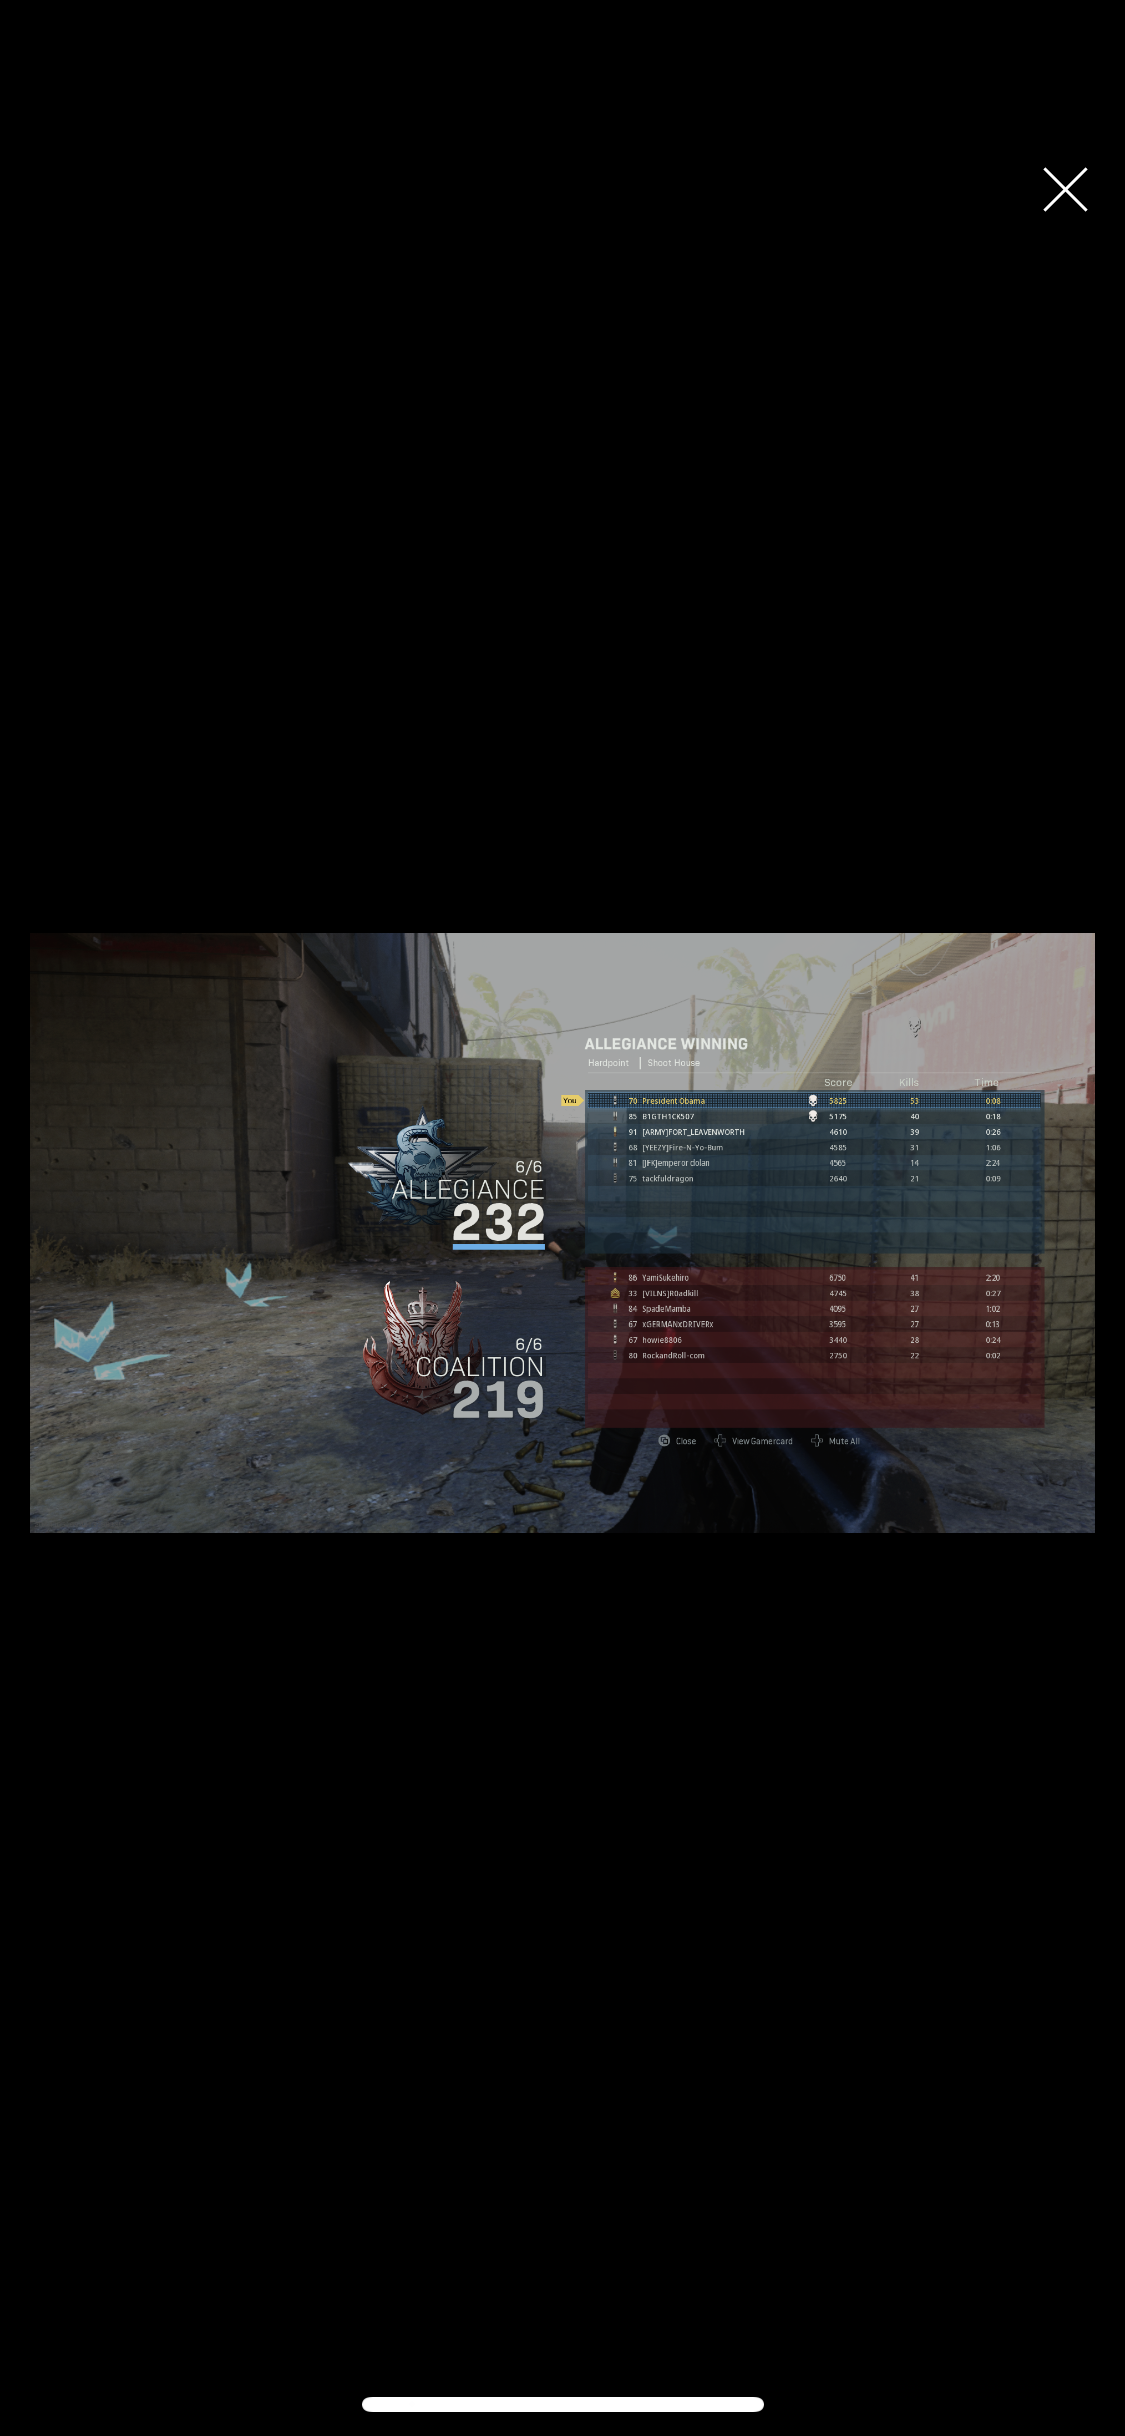 ALLEGIANCE WINNING
Hardpoint | Shoot House
Score Kills Time
You 70 President Obama 5825 53 0:08
85 B1GTH1CK507 5175 40 0:18
91 [ARMY]FORT_LEAVENWORTH 4610 39 0:26
68 [YEEZY]Fire-N-Yo-Bum 4585 31 1:06
81 [JFK]emperor dolan 4565 14 2:24
75 tackfuldragon 2640 21 0:09
6/6
ALLEGIANCE
232
86 YamiSukehiro 6750 41 2:20
33 [VILNS]R0adkill 4745 38 0:27
84 SpadeMamba 4095 27 1:02
67 xGERMANxDRIVERx 3595 27 0:13
67 howie8806 3440 28 0:24
80 RockandRoll-com 2750 22 0:02
6/6
COALITION
219
Close View Gamercard Mute All